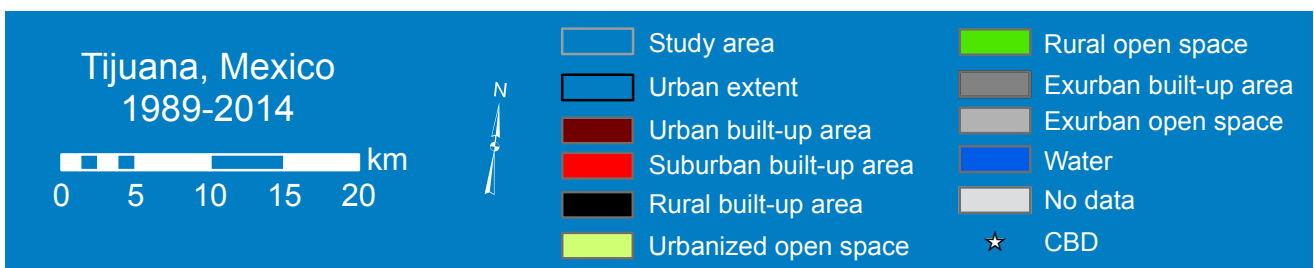 Tijuana, Mexico
1989-2014
km
0 5 10 15 20
N
Study area
Urban extent
Urban built-up area
Suburban built-up area
Rural built-up area
Urbanized open space
Rural open space
Exurban built-up area
Exurban open space
Water
No data
CBD